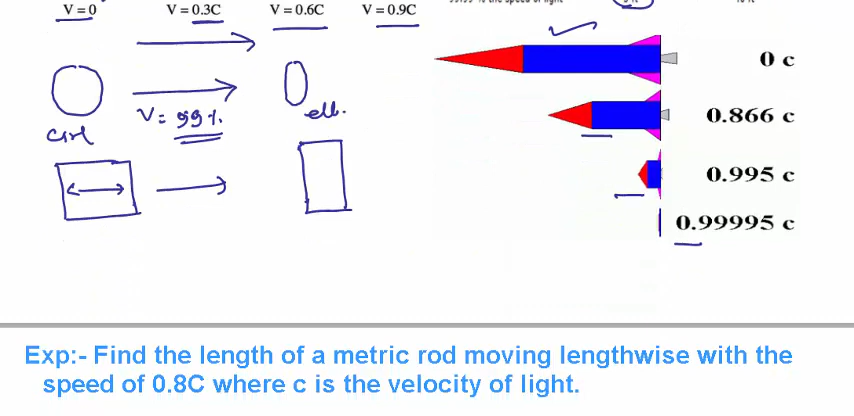 V = 0 V = 0.3C V = 0.6C V = 0.9C
0 c
V = 99%.
ell.
0.866 c
0.995 c
0.99995 c
Exp:- Find the length of a metric rod moving lengthwise with the
speed of 0.8C where c is the velocity of light.